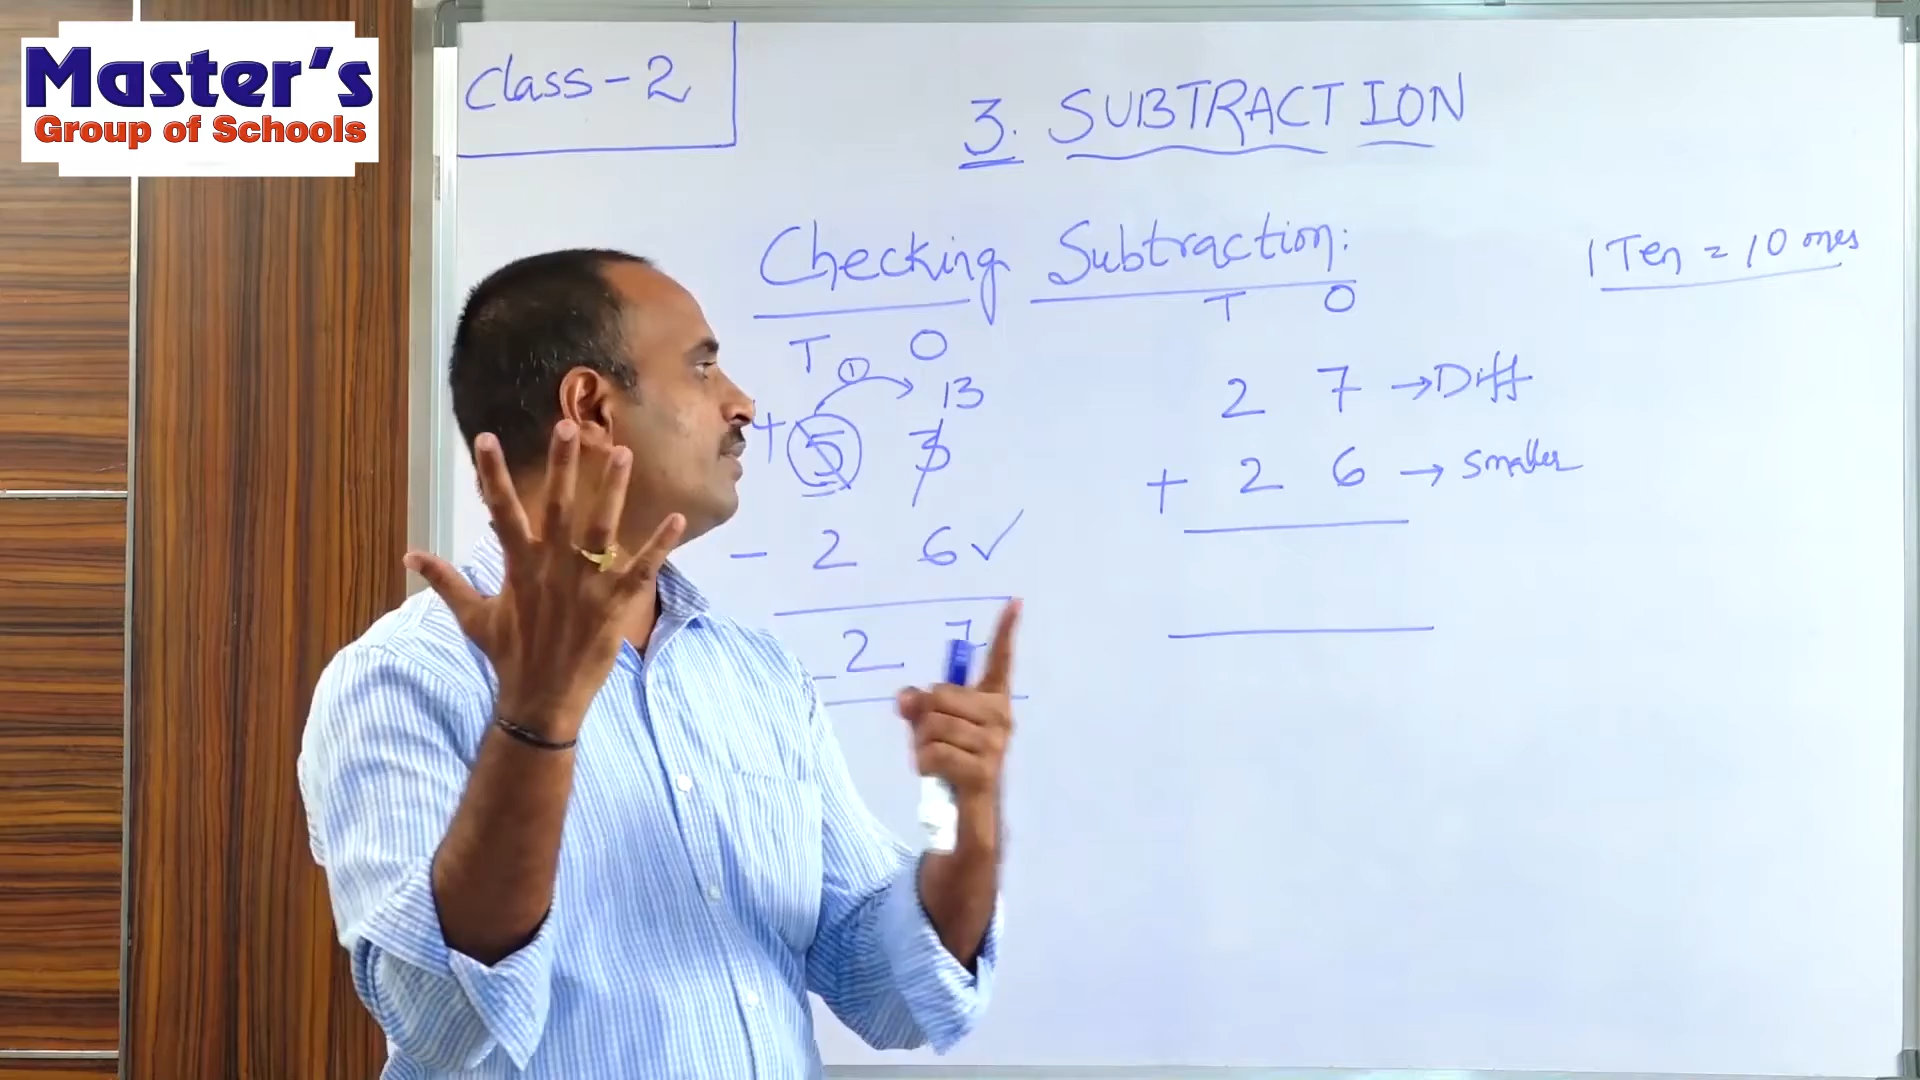 Master's
Group of Schools
Class-2
3. SUBTRACTION
Checking Subtraction:
1 Ten = 10 ones
T O
1 13
4 5 3
- 2 6 ✓
2 7
T O
2 7 → Diff
+ 2 6 → Smaller